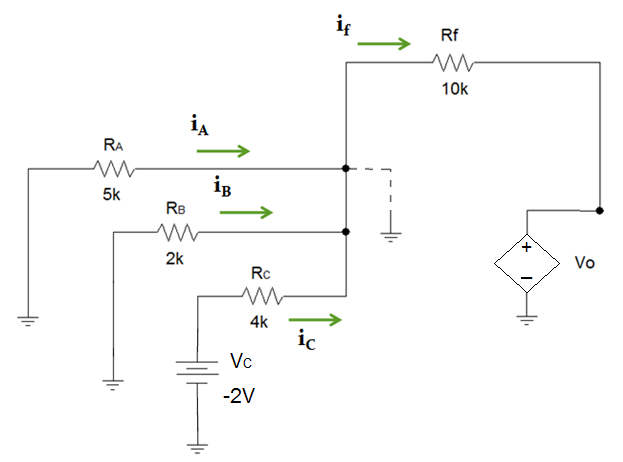 if
Rf
10k
iA
RA
5k
iB
RB
2k
RC
4k
iC
VC
-2V
+
−
Vo